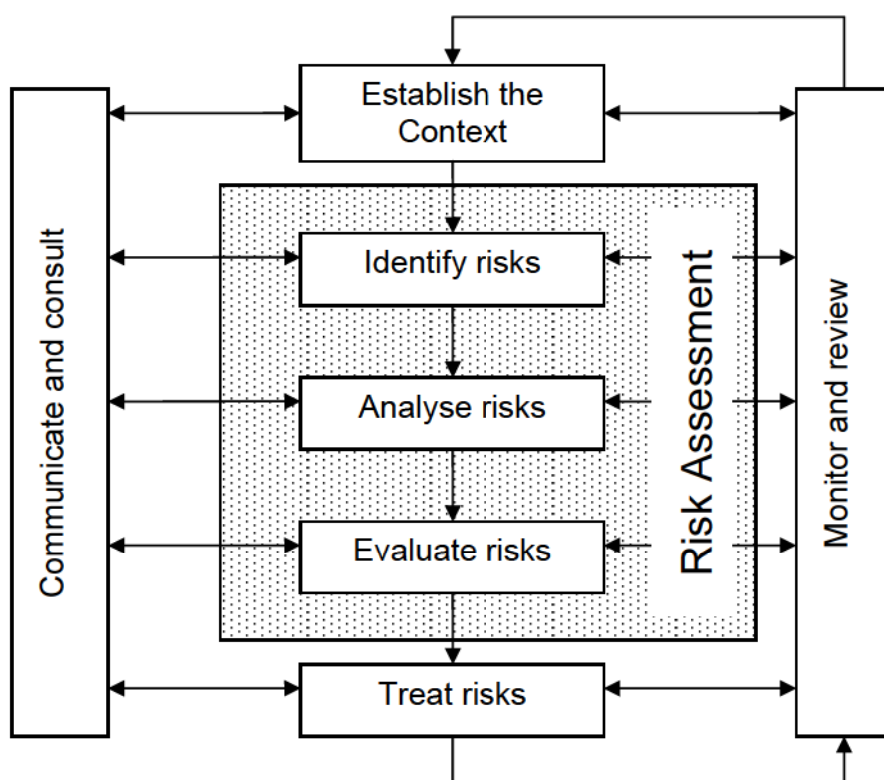 Establish the
Context
Communicate and consult
Identify risks
Analyse risks
Evaluate risks
Risk Assessment
Monitor and review
Treat risks